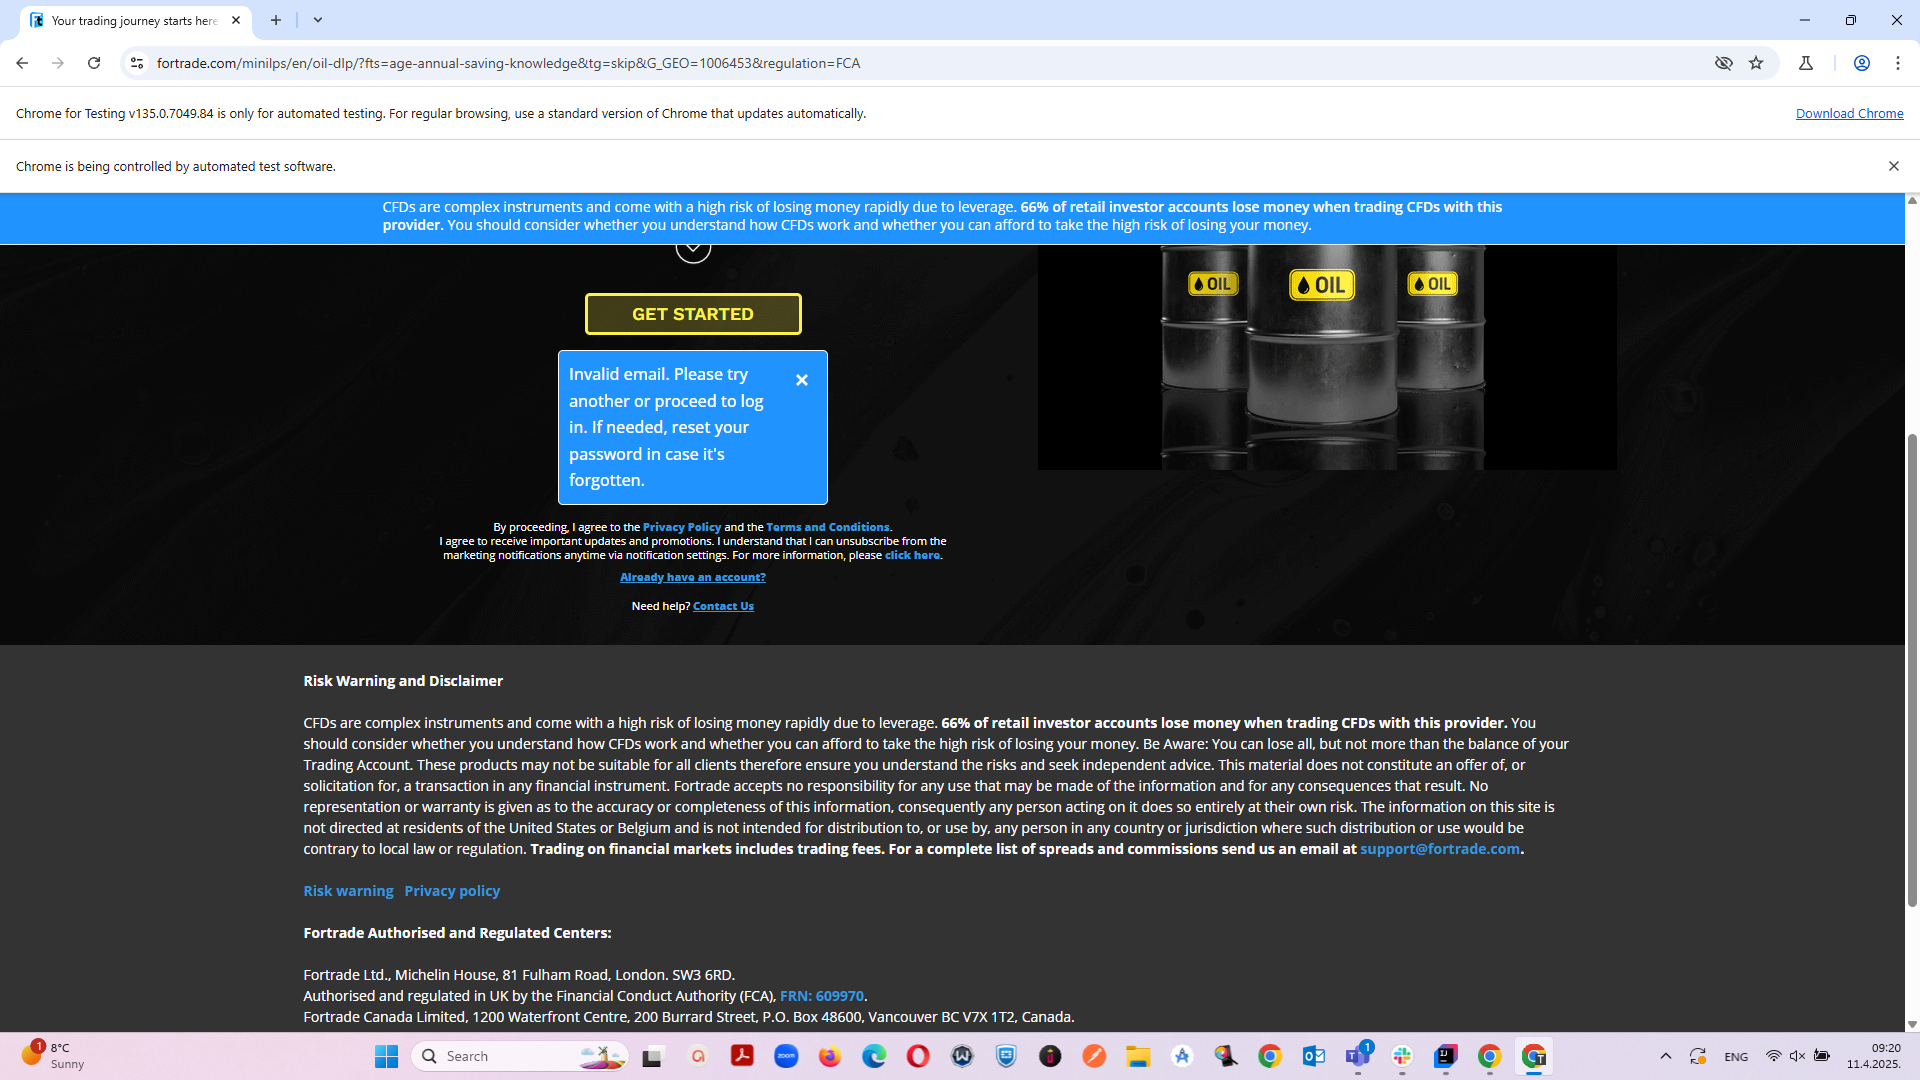 Your trading journey starts here
fortrade.com/minilps/en/oil-dlp/?fts=age-annual-saving-knowledge&tg=skip&G_GEO=1006453&regulation=FCA
Chrome for Testing v135.0.7049.84 is only for automated testing. For regular browsing, use a standard version of Chrome that updates automatically.
Download Chrome
Chrome is being controlled by automated test software.
CFDs are complex instruments and come with a high risk of losing money rapidly due to leverage. 66% of retail investor accounts lose money when trading CFDs with this
provider. You should consider whether you understand how CFDs work and whether you can afford to take the high risk of losing your money.
OIL
OIL
OIL
GET STARTED
Invalid email. Please try
another or proceed to log
in. If needed, reset your
password in case it's
forgotten.
By proceeding, I agree to the Privacy Policy and the Terms and Conditions.
I agree to receive important updates and promotions. I understand that I can unsubscribe from the
marketing notifications anytime via notification settings. For more information, please click here.
Already have an account?
Need help? Contact Us
Risk Warning and Disclaimer
CFDs are complex instruments and come with a high risk of losing money rapidly due to leverage. 66% of retail investor accounts lose money when trading CFDs with this provider. You
should consider whether you understand how CFDs work and whether you can afford to take the high risk of losing your money. Be Aware: You can lose all, but not more than the balance of your
Trading Account. These products may not be suitable for all clients therefore ensure you understand the risks and seek independent advice. This material does not constitute an offer of, or
solicitation for, a transaction in any financial instrument. Fortrade accepts no responsibility for any use that may be made of the information and for any consequences that result. No
representation or warranty is given as to the accuracy or completeness of this information, consequently any person acting on it does so entirely at their own risk. The information on this site is
not directed at residents of the United States or Belgium and is not intended for distribution to, or use by, any person in any country or jurisdiction where such distribution or use would be
contrary to local law or regulation. Trading on financial markets includes trading fees. For a complete list of spreads and commissions send us an email at support@fortrade.com.
Risk warning Privacy policy
Fortrade Authorised and Regulated Centers:
Fortrade Ltd., Michelin House, 81 Fulham Road, London. SW3 6RD.
Authorised and regulated in UK by the Financial Conduct Authority (FCA), FRN: 609970.
Fortrade Canada Limited, 1200 Waterfront Centre, 200 Burrard Street, P.O. Box 48600, Vancouver BC V7X 1T2, Canada.
1
8°C
Sunny
Search
zoom
1
ENG
09:20
11.4.2025.